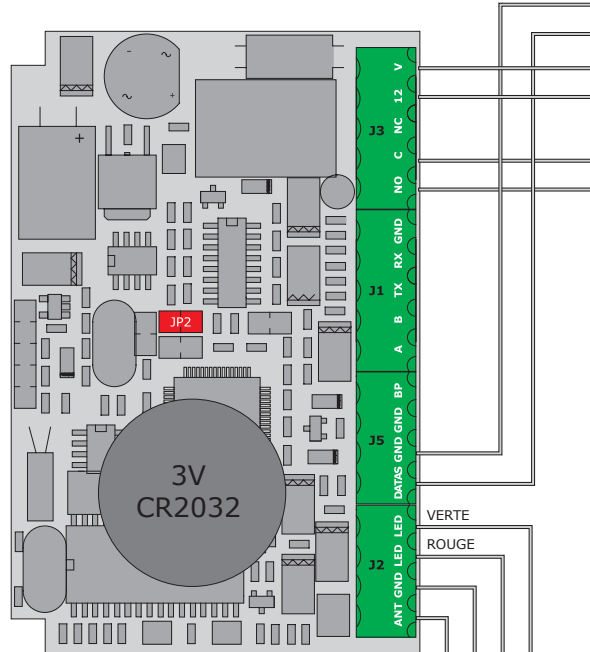 V
12
NC
C
NO
J3
GND
RX
TX
B
A
J1
JP2
BP
GND
GND
DATAS
J5
3V
CR2032
LED
LED
GND
ANT
J2
VERTE
ROUGE
-
~
~
+
+